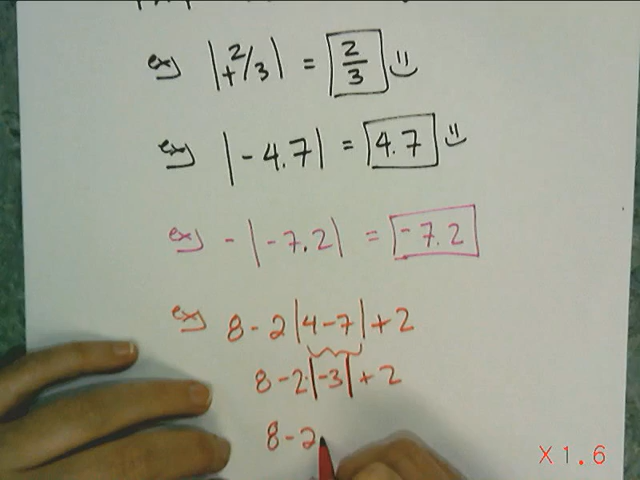 ex) |+2/3| = 2/3
ex) |-4.7| = 4.7
ex) -|-7.2| = -7.2
ex) 8-2|4-7|+2
8-2·|-3|+2
8-2
X1.6